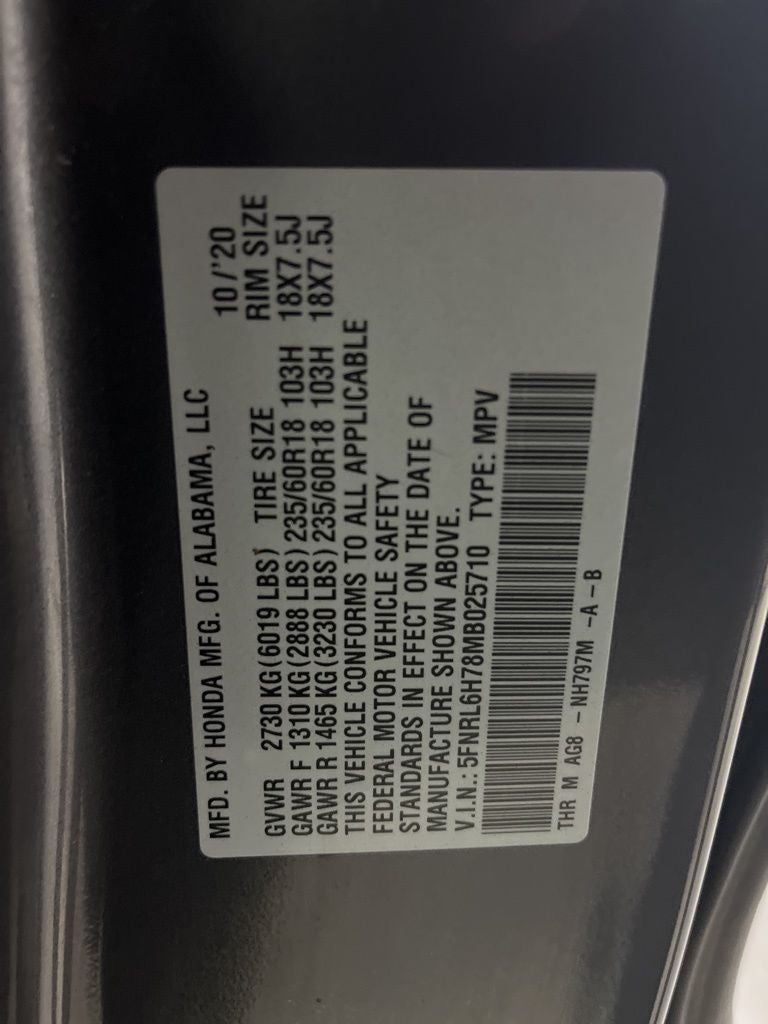 MFD. BY HONDA MFG. OF ALABAMA, LLC 10/'20
GVWR 2730 KG(6019 LBS) TIRE SIZE RIM SIZE
GAWR F 1310 KG(2888 LBS)235/60R18 103H 18X7.5J
GAWR R 1465 KG(3230 LBS)235/60R18 103H 18X7.5J
THIS VEHICLE CONFORMS TO ALL APPLICABLE
FEDERAL MOTOR VEHICLE SAFETY
STANDARDS IN EFFECT ON THE DATE OF
MANUFACTURE SHOWN ABOVE.
V.I.N.:5FNRL6H78MB025710 TYPE: MPV
THR M AG8 - NH797M -A-B